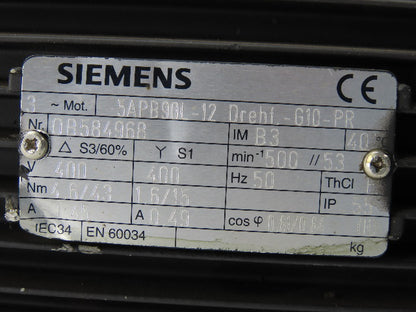 SIEMENS CE
3 ~ Mot. 5APB90L-12 Drehf.-G10-PR
Nr. IM B3 40 °C
△ S3/60% Y S1 min⁻¹ 500 // 53
V 400 400 Hz 50 ThCl
Nm 4.6/43 1.6/15 IP
A A 0.49 cos φ
IEC34 EN 60034 kg